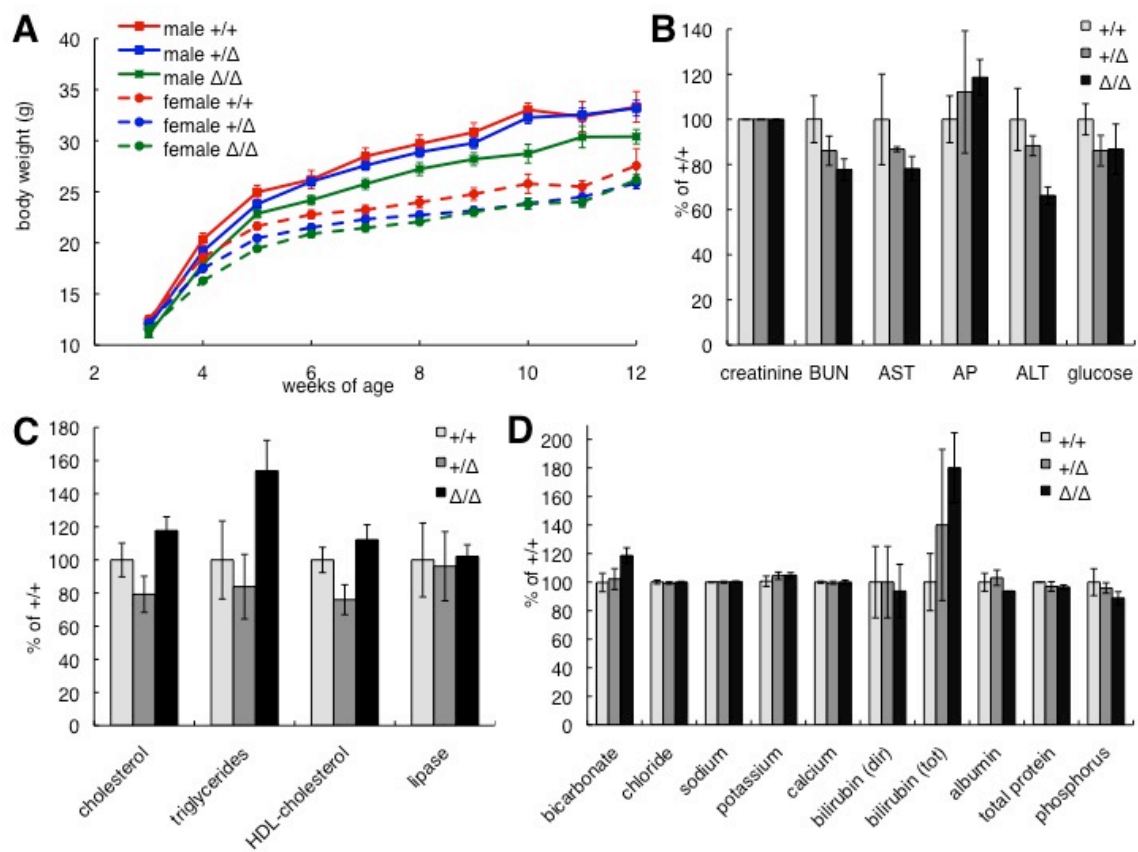 A
male +/+
male +/Δ
male Δ/Δ
female +/+
female +/Δ
female Δ/Δ
body weight (g)
40
35
30
25
20
15
10
2 4 6 8 10 12
weeks of age
B
+/+
+/Δ
Δ/Δ
% of +/+
140
120
100
80
60
40
20
0
creatinine BUN AST AP ALT glucose
C
+/+
+/Δ
Δ/Δ
% of +/+
180
160
140
120
100
80
60
40
20
0
cholesterol
triglycerides
HDL-cholesterol
lipase
D
+/+
+/Δ
Δ/Δ
% of +/+
200
180
160
140
120
100
80
60
40
20
0
bicarbonate
chloride
sodium
potassium
calcium
bilirubin (dir)
bilirubin (tot)
albumin
total protein
phosphorus